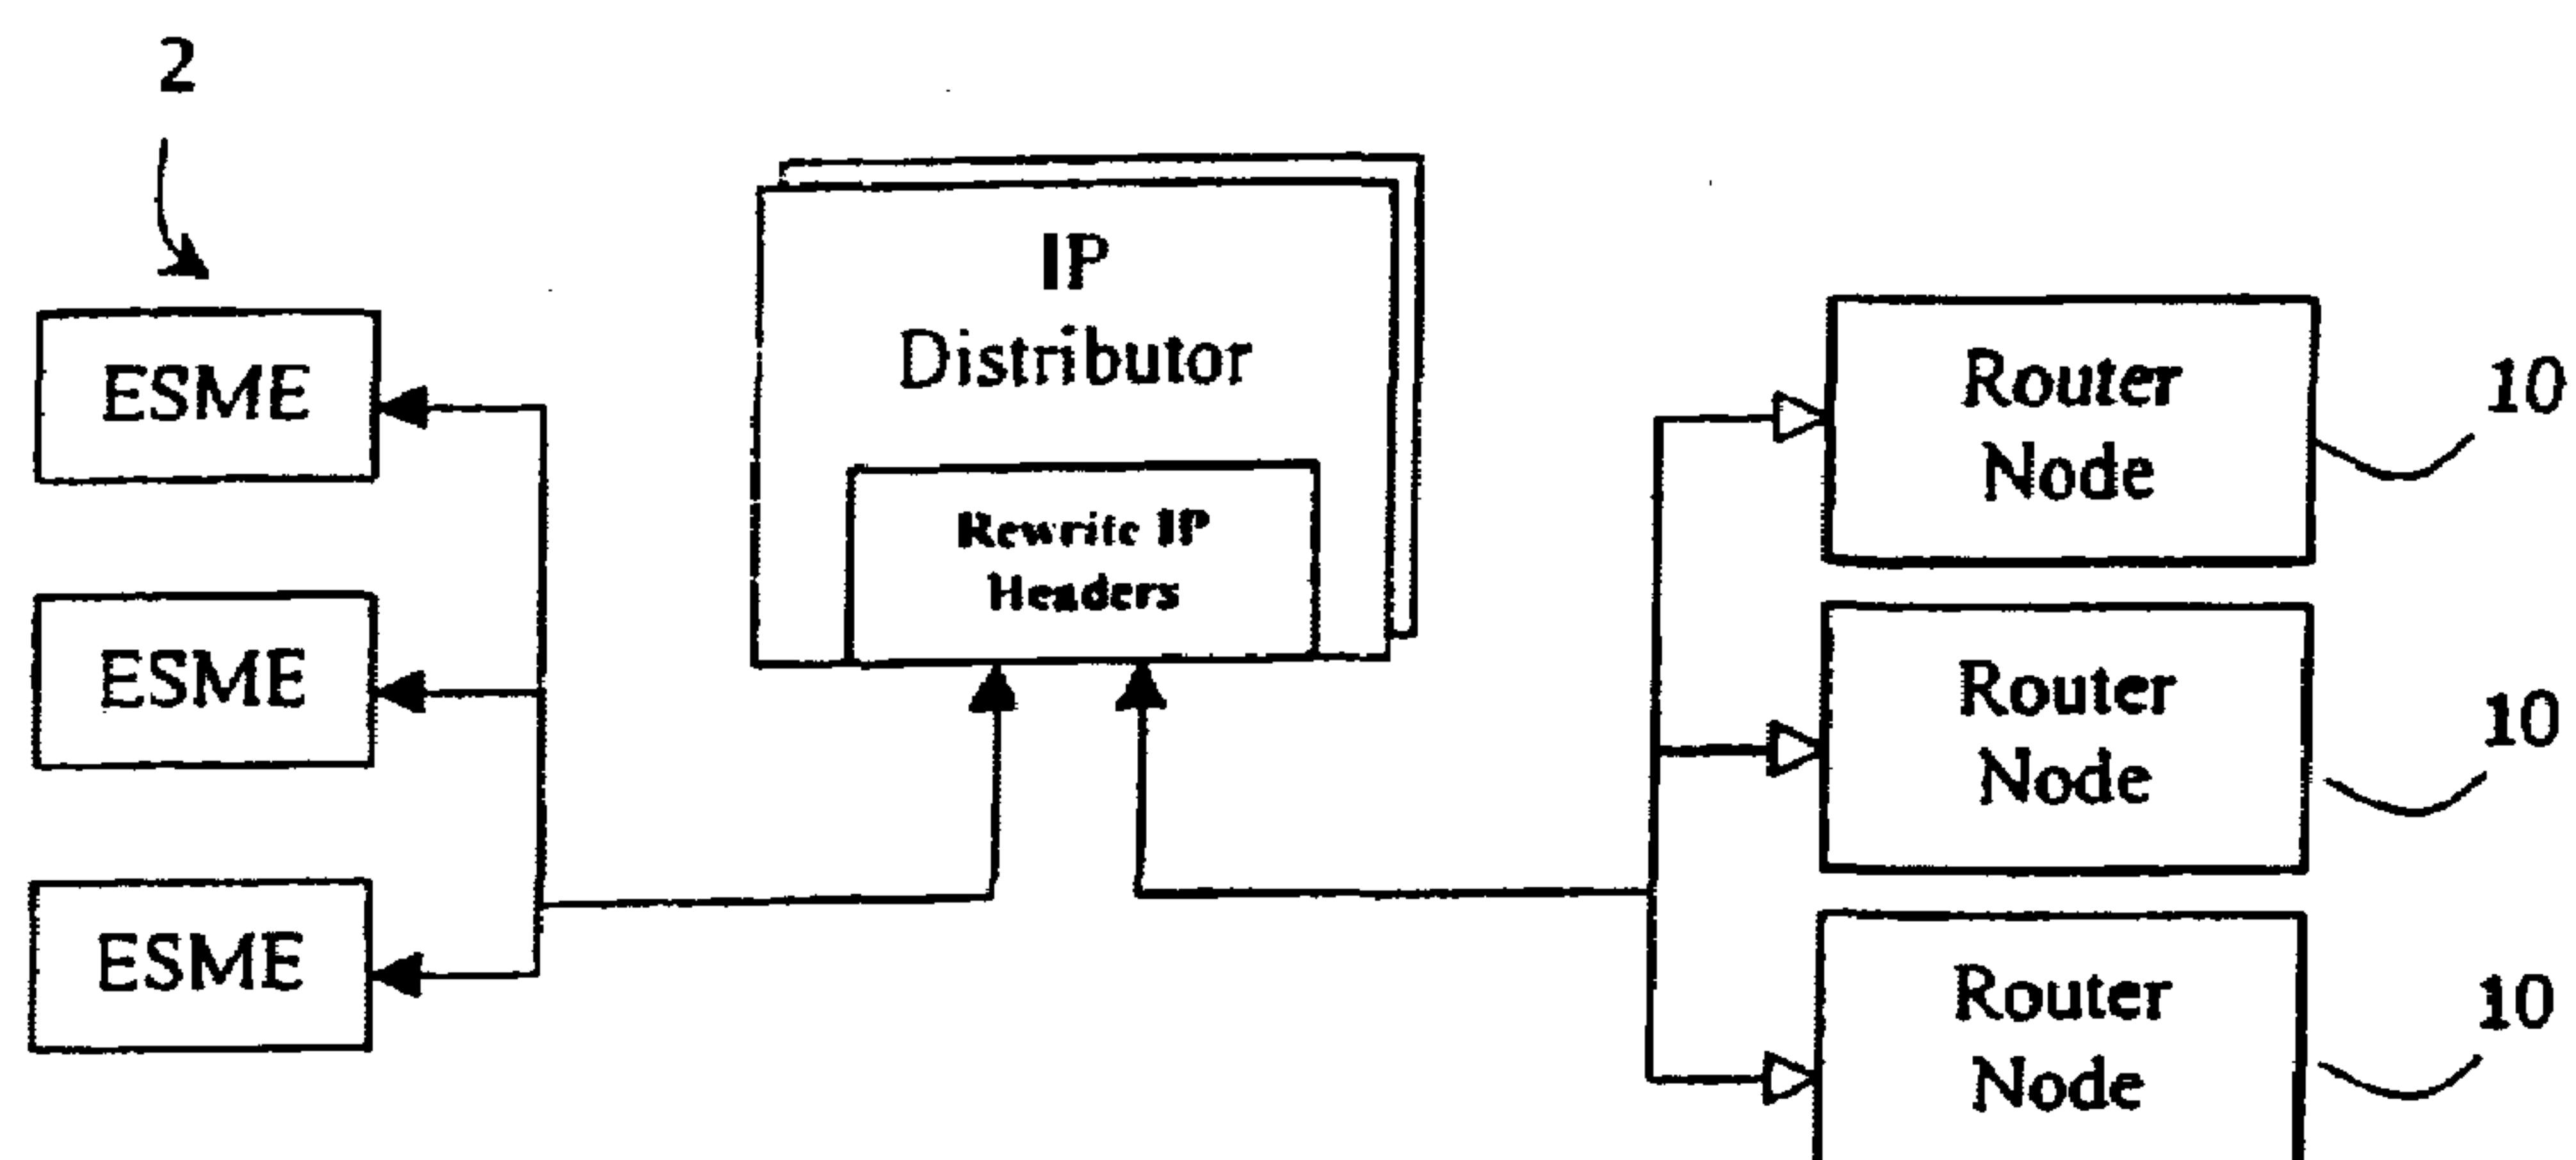 2
ESME
ESME
ESME
IP
Distributor
Rewrite IP
Headers
Router
Node
10
Router
Node
10
Router
Node
10